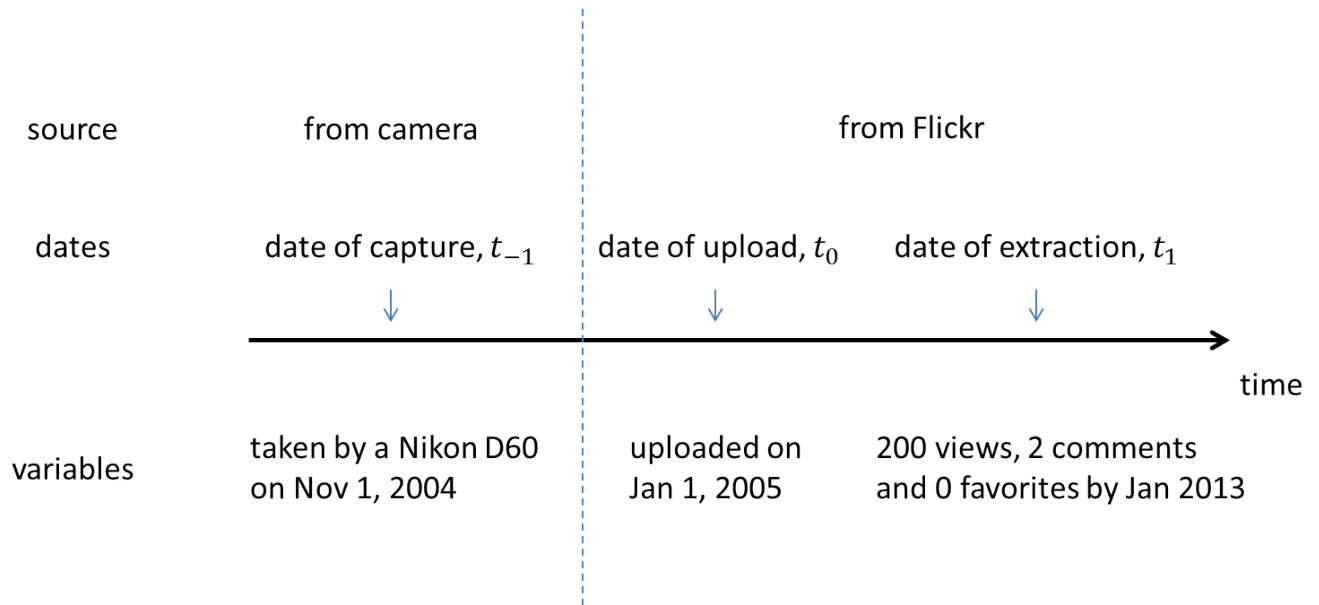 source
from camera
from Flickr
dates
date of capture, t₋₁
date of upload, t₀
date of extraction, t₁
time
variables
taken by a Nikon D60
on Nov 1, 2004
uploaded on
Jan 1, 2005
200 views, 2 comments
and 0 favorites by Jan 2013